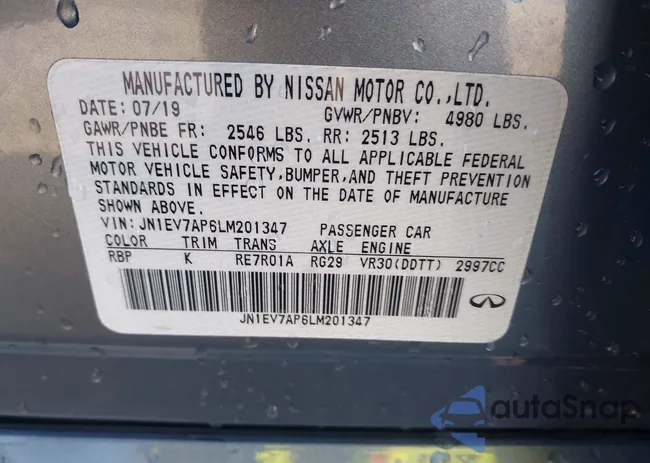 MANUFACTURED BY NISSAN MOTOR CO.,LTD.
DATE: 07/19 GVWR/PNBV: 4980 LBS.
GAWR/PNBE FR: 2546 LBS. RR: 2513 LBS.
THIS VEHICLE CONFORMS TO ALL APPLICABLE FEDERAL
MOTOR VEHICLE SAFETY,BUMPER,AND THEFT PREVENTION
STANDARDS IN EFFECT ON THE DATE OF MANUFACTURE
SHOWN ABOVE.
VIN: JN1EV7AP6LM201347 PASSENGER CAR
COLOR TRIM TRANS AXLE ENGINE
RBP K RE7R01A RG29 VR30(DDTT) 2997CC
JN1EV7AP6LM201347
autoSnap